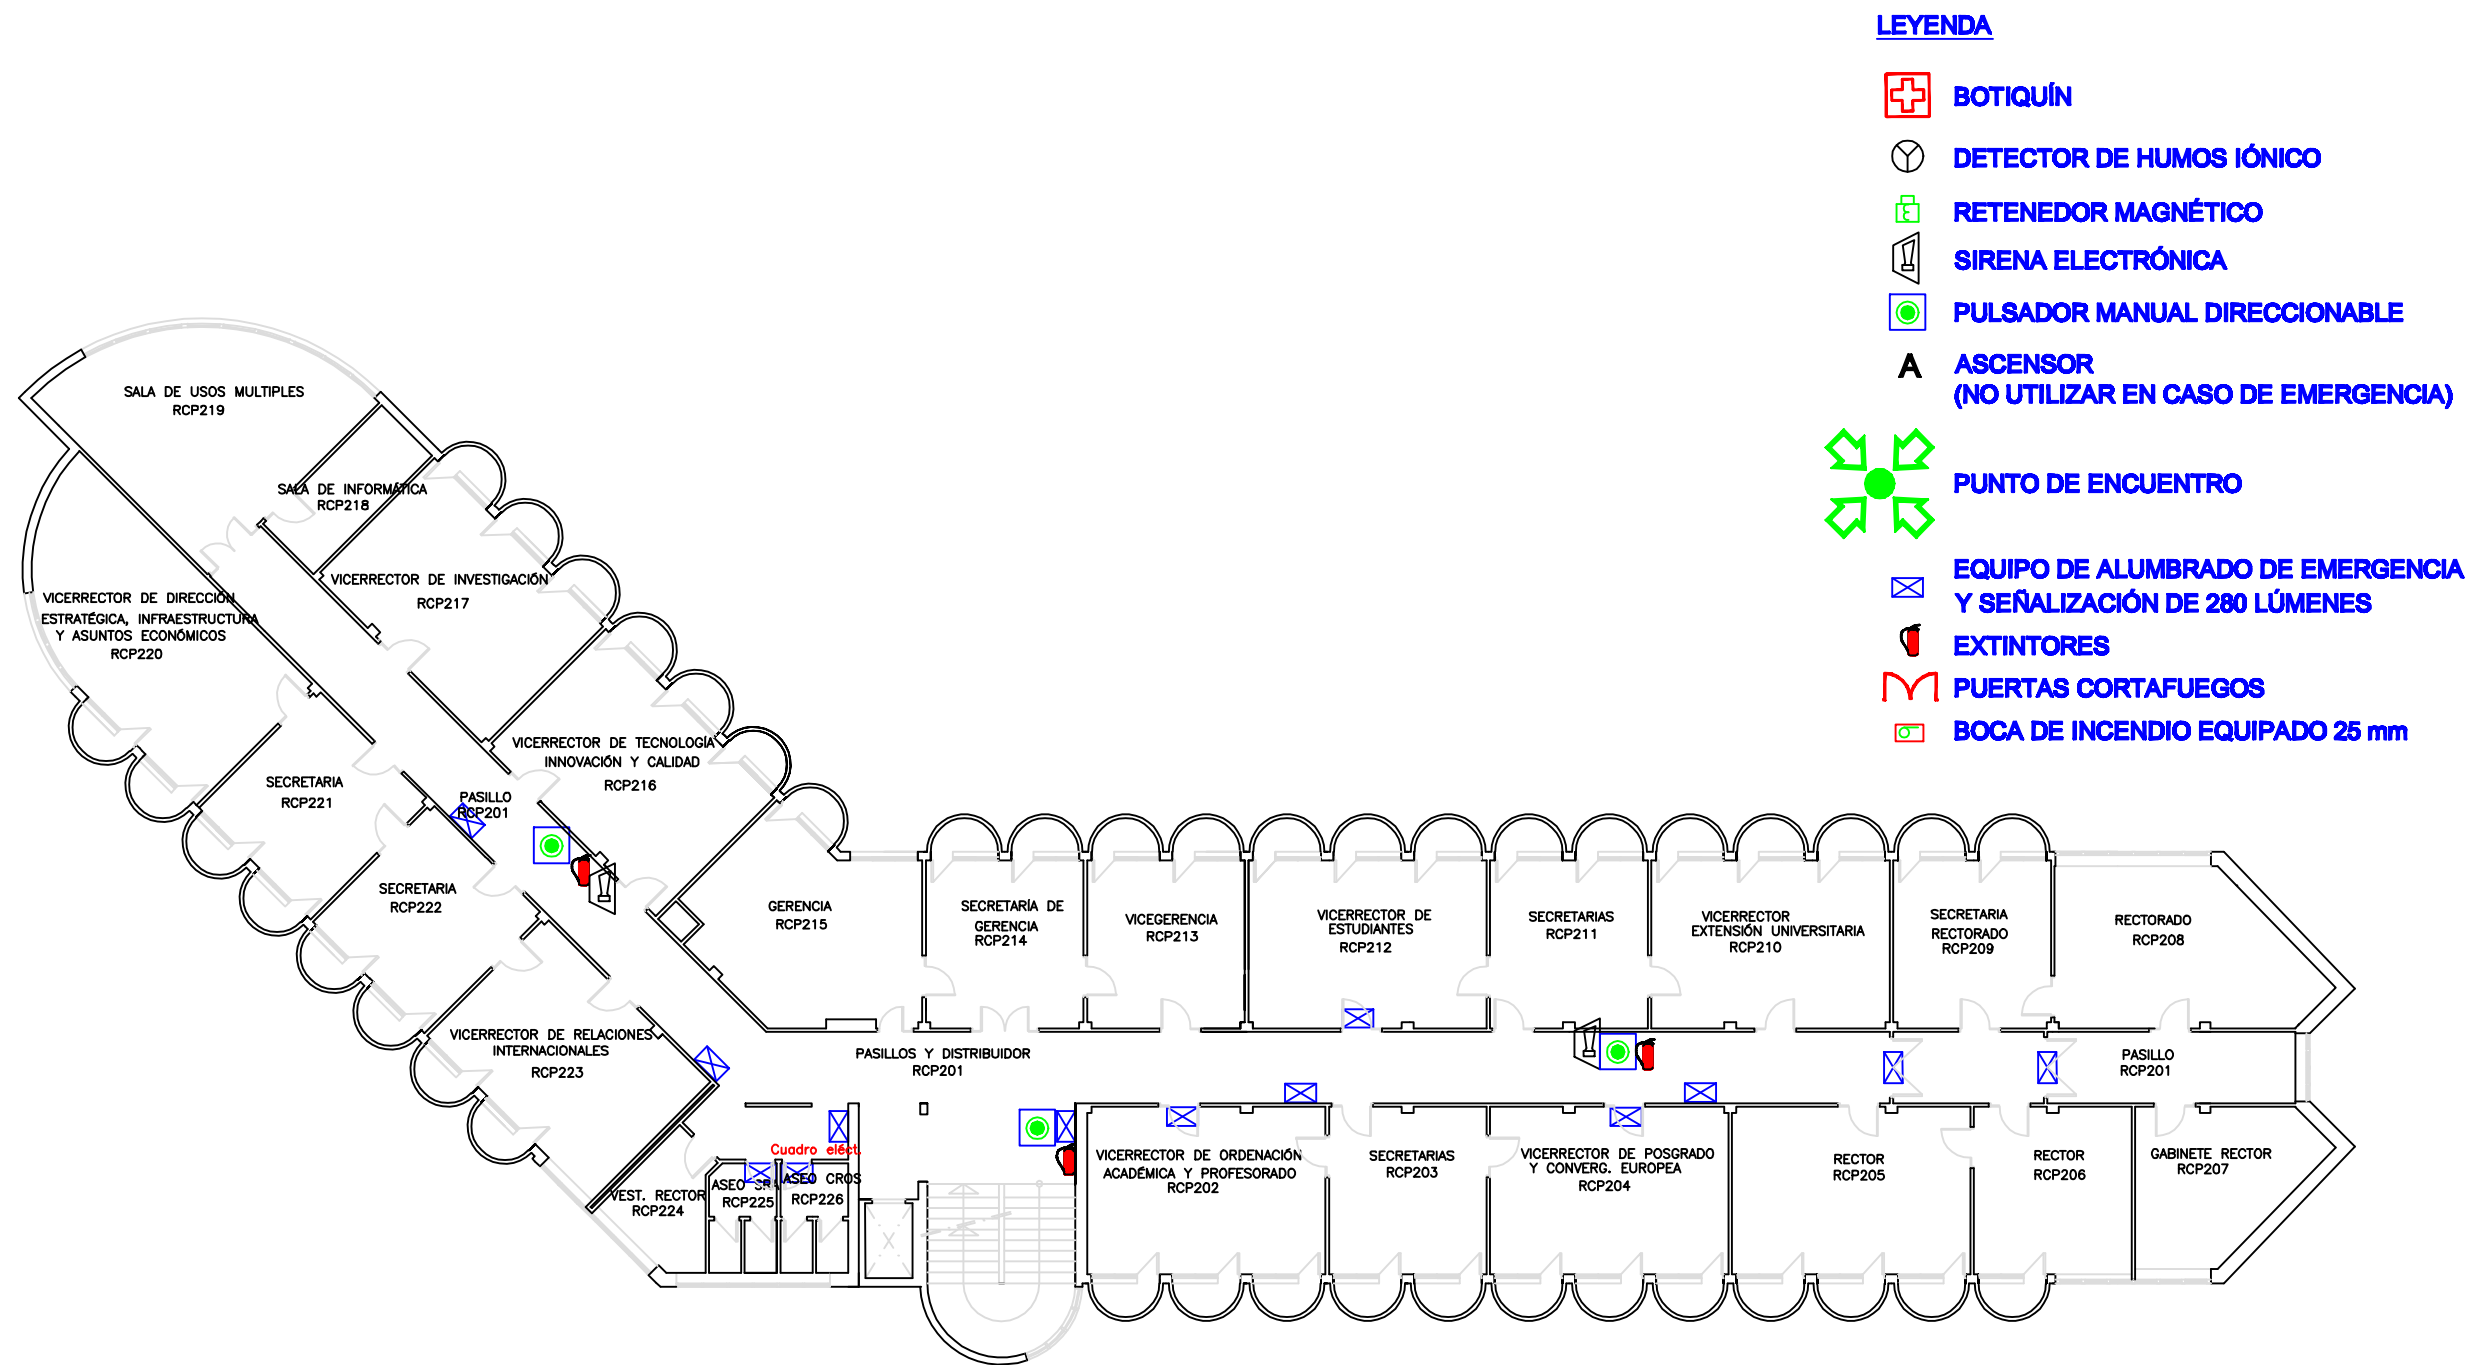 LEYENDA
BOTIQUÍN
DETECTOR DE HUMOS IÓNICO
RETENEDOR MAGNÉTICO
SIRENA ELECTRÓNICA
PULSADOR MANUAL DIRECCIONABLE
A ASCENSOR
(NO UTILIZAR EN CASO DE EMERGENCIA)
PUNTO DE ENCUENTRO
EQUIPO DE ALUMBRADO DE EMERGENCIA
Y SEÑALIZACIÓN DE 280 LÚMENES
EXTINTORES
PUERTAS CORTAFUEGOS
BOCA DE INCENDIO EQUIPADO 25 mm
SALA DE USOS MULTIPLES
RCP219
SALA DE INFORMÁTICA
RCP218
VICERRECTOR DE INVESTIGACIÓN
RCP217
VICERRECTOR DE DIRECCIÓN
ESTRATÉGICA, INFRAESTRUCTURA
Y ASUNTOS ECONÓMICOS
RCP220
VICERRECTOR DE TECNOLOGÍA
INNOVACIÓN Y CALIDAD
RCP216
SECRETARIA
RCP221
PASILLO
RCP201
SECRETARIA
RCP222
GERENCIA
RCP215
SECRETARÍA DE
GERENCIA
RCP214
VICEGERENCIA
RCP213
VICERRECTOR DE
ESTUDIANTES
RCP212
SECRETARIAS
RCP211
VICERRECTOR
EXTENSIÓN UNIVERSITARIA
RCP210
SECRETARIA
RECTORADO
RCP209
RECTORADO
RCP208
VICERRECTOR DE RELACIONES
INTERNACIONALES
RCP223
PASILLOS Y DISTRIBUIDOR
RCP201
PASILLO
RCP201
Cuadro eléct.
VEST. RECTOR
RCP224
ASEO SRA
RCP225
ASEO CROS
RCP226
VICERRECTOR DE ORDENACIÓN
ACADÉMICA Y PROFESORADO
RCP202
SECRETARIAS
RCP203
VICERRECTOR DE POSGRADO
Y CONVERG. EUROPEA
RCP204
RECTOR
RCP205
RECTOR
RCP206
GABINETE RECTOR
RCP207